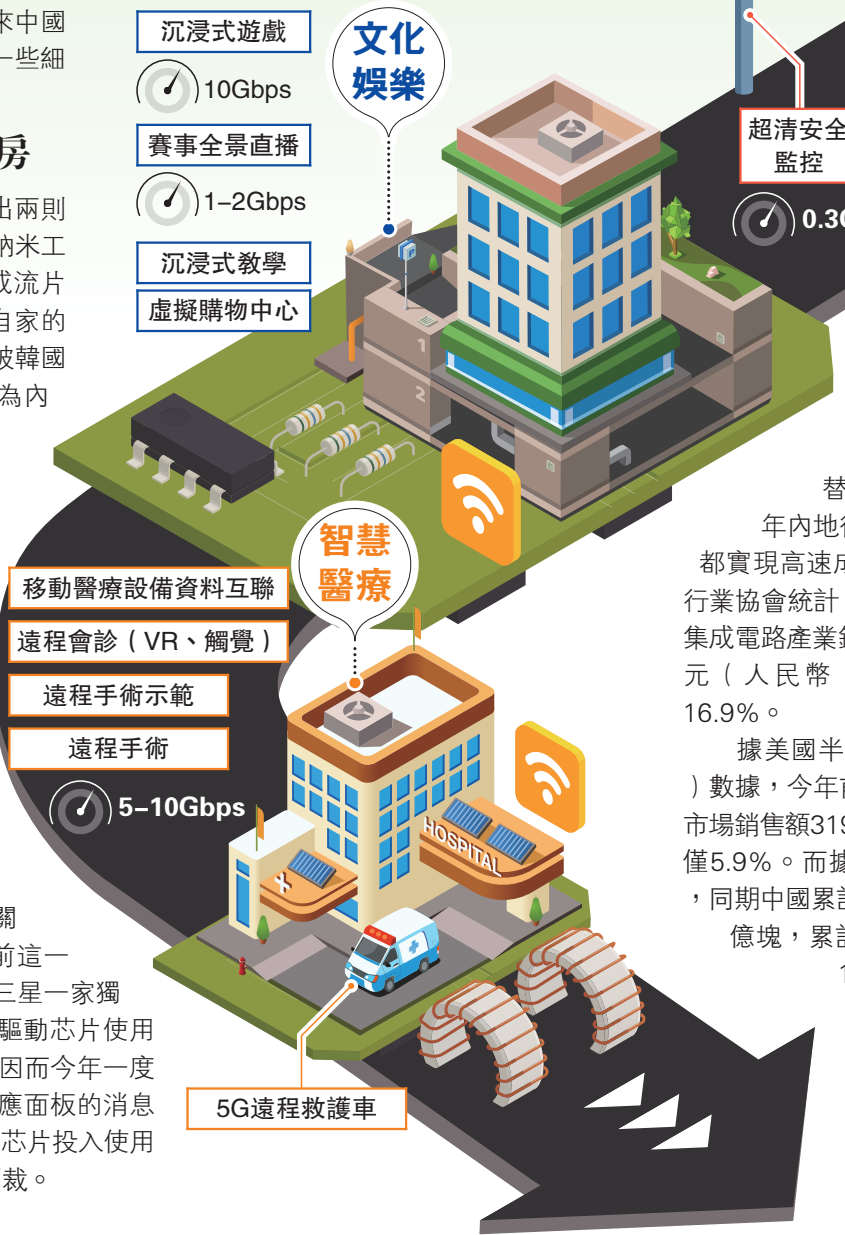 來中國
一些細
房
出兩則
納米工
成流片
自家的
被韓國
為內
沉浸式遊戲
10Gbps
賽事全景直播
1–2Gbps
沉浸式教學
虛擬購物中心
文化
娛樂
超清安全
監控
0.3G
P
1
2
智慧
醫療
移動醫療設備資料互聯
遠程會診（VR、觸覺）
遠程手術示範
遠程手術
5–10Gbps
HOSPITAL
5G遠程救護車
替
年內地
都實現高速成
行業協會統計
集成電路產業
元（人民幣
16.9%。
據美國半
）數據，今年前
市場銷售額319
僅5.9%。而據
，同期中國累計
億塊，累計
關
前這一
三星一家獨
驅動芯片使用
因而今年一度
應面板的消息
芯片投入使用
裁。